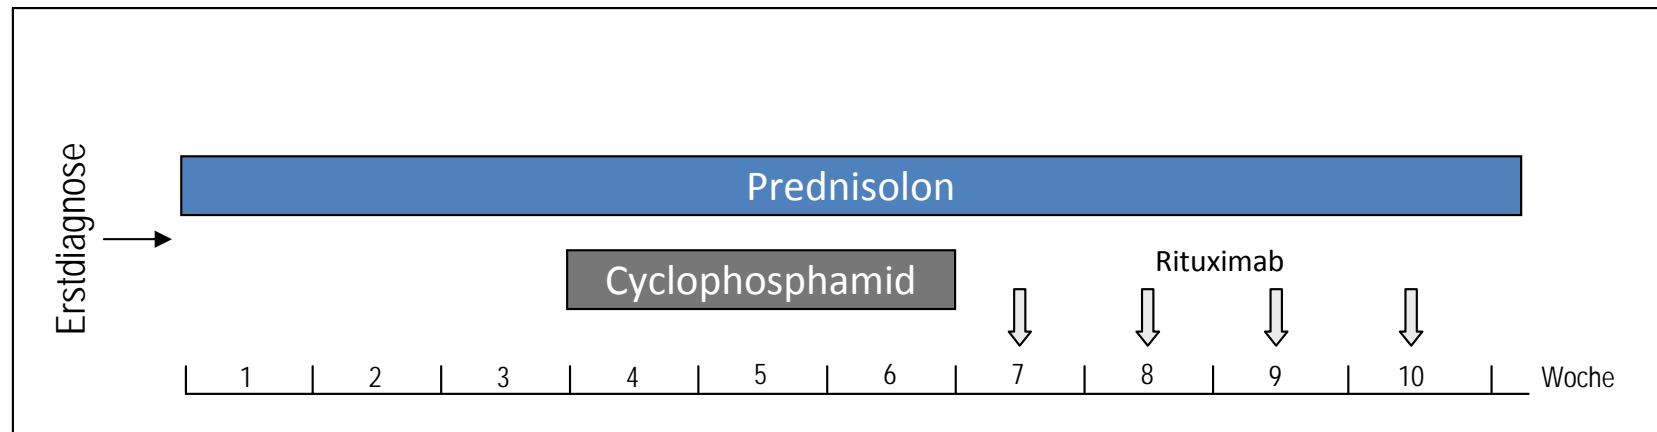 Erstdiagnose
Prednisolon
Cyclophosphamid
Rituximab
1 2 3 4 5 6 7 8 9 10 Woche